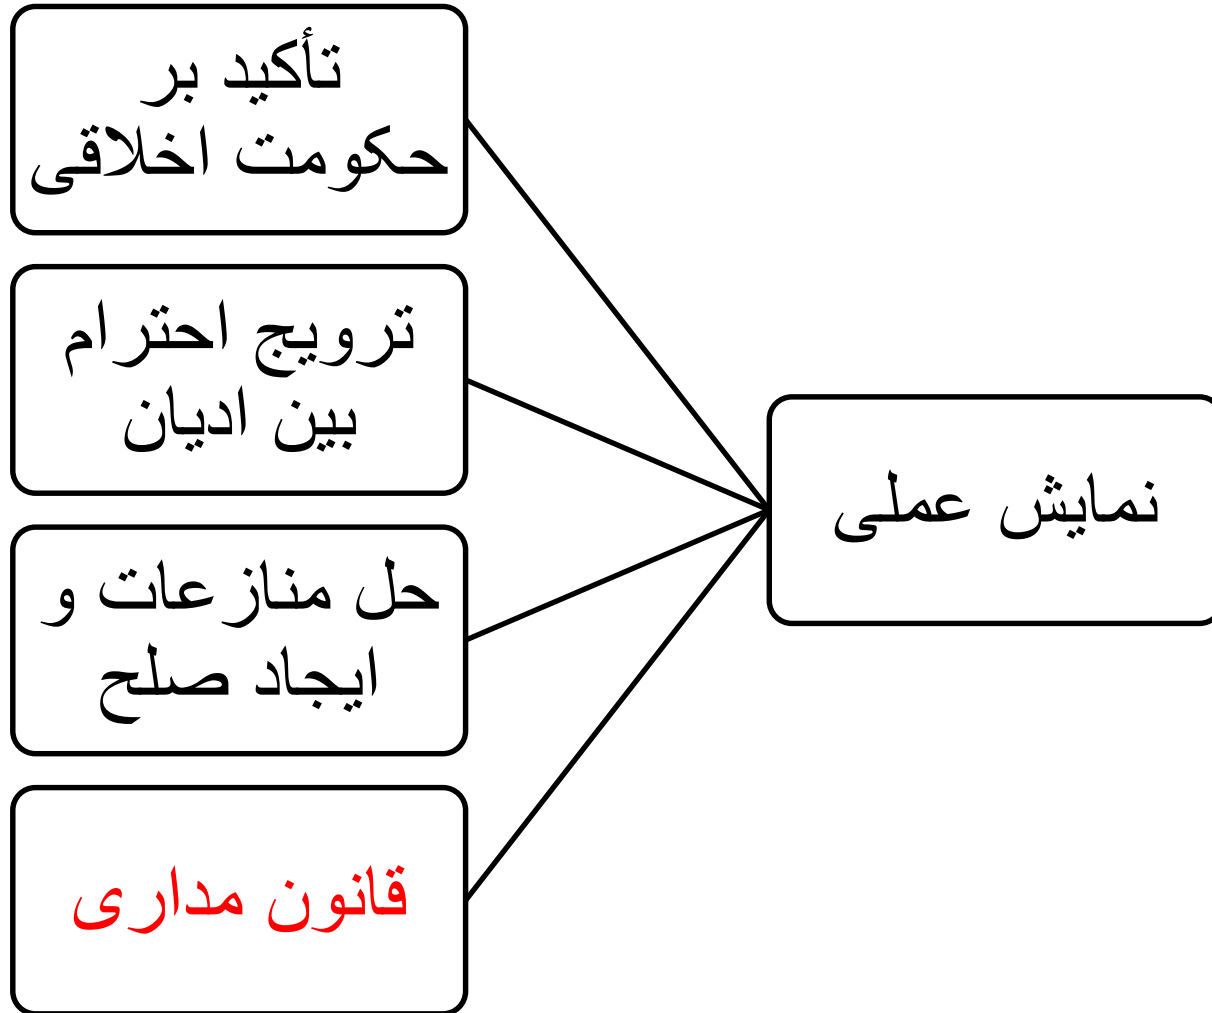 تأکید بر
حکومت اخلاقی
ترویج احترام
بین ادیان
حل منازعات و
ایجاد صلح
قانون مداری
نمایش عملی